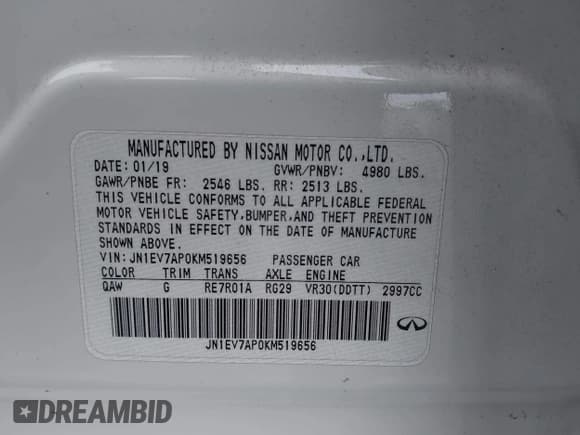 MANUFACTURED BY NISSAN MOTOR CO.,LTD.
DATE: 01/19 GVWR/PNBV: 4980 LBS.
GAWR/PNBE FR: 2546 LBS. RR: 2513 LBS.
THIS VEHICLE CONFORMS TO ALL APPLICABLE FEDERAL
MOTOR VEHICLE SAFETY,BUMPER,AND THEFT PREVENTION
STANDARDS IN EFFECT ON THE DATE OF MANUFACTURE
SHOWN ABOVE.
VIN:JN1EV7AP0KM519656 PASSENGER CAR
COLOR TRIM TRANS AXLE ENGINE
QAW G RE7R01A RG29 VR30(DDTT) 2997CC
JN1EV7AP0KM519656
DREAMBID